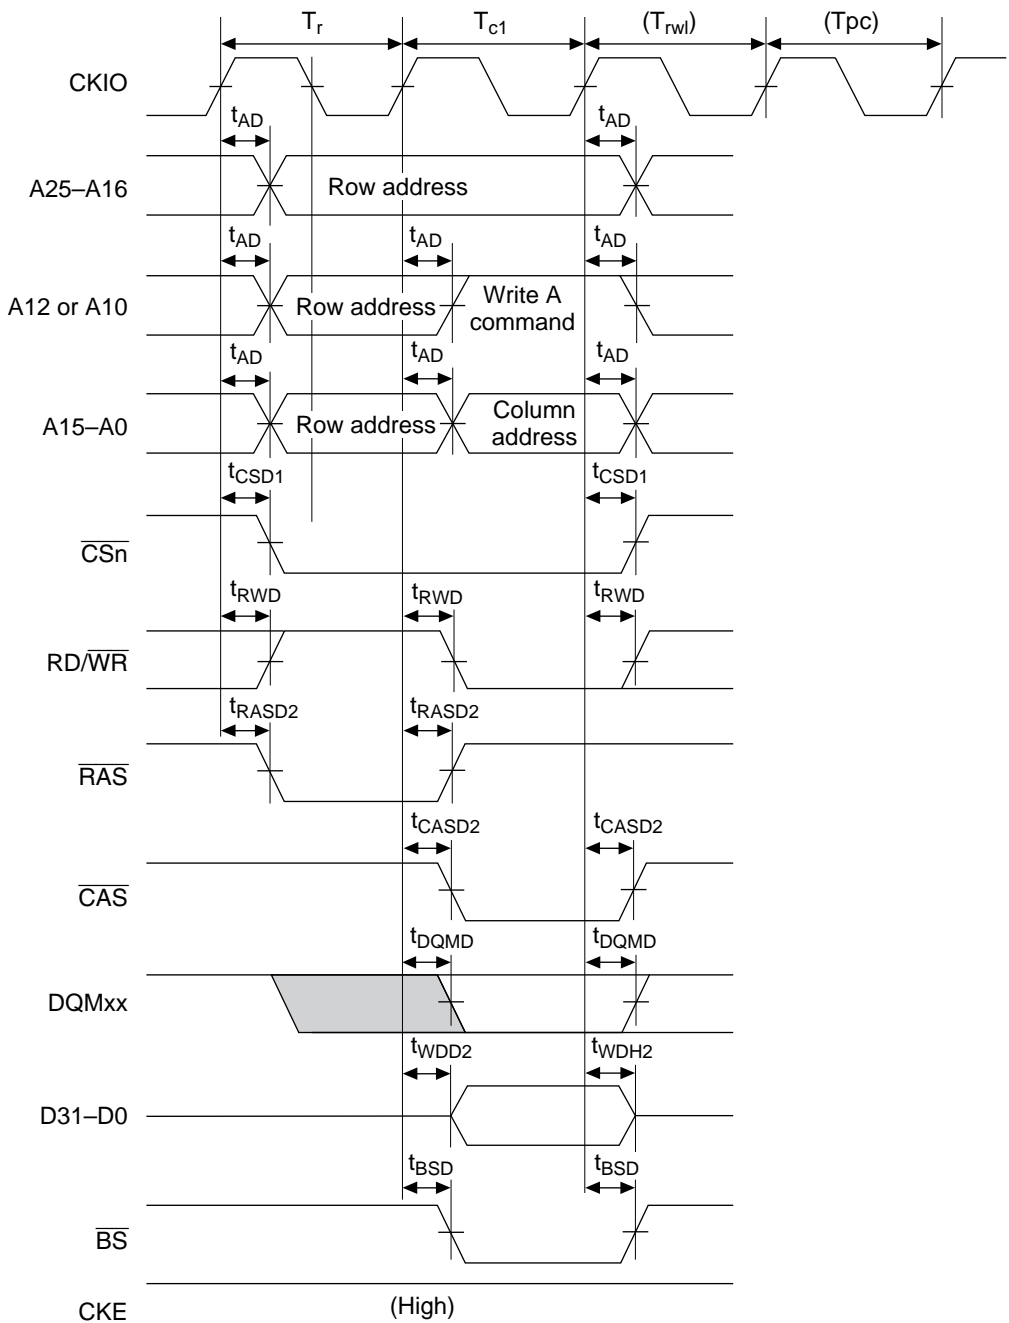 Tr Tc1 (Trwl) (Tpc)
CKIO
tAD tAD
A25–A16 Row address
tAD tAD tAD
A12 or A10 Row address Write A command
tAD tAD tAD
A15–A0 Row address Column address
tCSD1 tCSD1
CSn
tRWD tRWD tRWD
RD/WR
tRASD2 tRASD2
RAS
tCASD2 tCASD2
CAS
tDQMD tDQMD
DQMxx
tWDD2 tWDH2
D31–D0
tBSD tBSD
BS
CKE (High)